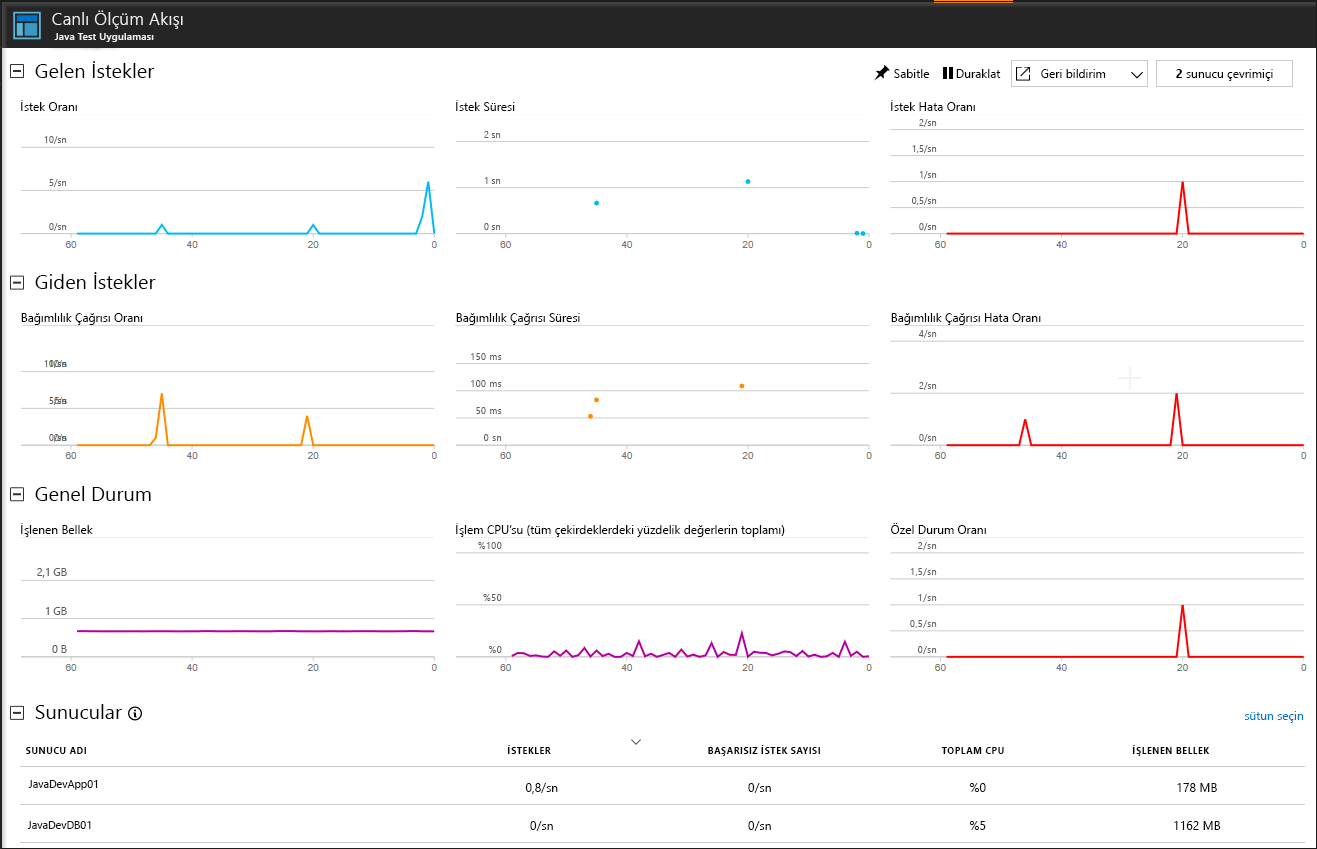 Canlı Ölçüm Akışı
Java Test Uygulaması
Gelen İstekler
Sabitle
Duraklat
Geri bildirim
2 sunucu çevrimiçi
İstek Oranı
10/sn
5/sn
0/sn
60 40 20 0
İstek Süresi
2 sn
1 sn
0 sn
60 40 20 0
İstek Hata Oranı
2/sn
1,5/sn
1/sn
0,5/sn
0/sn
60 40 20 0
Giden İstekler
Bağımlılık Çağrısı Oranı
60 40 20 0
Bağımlılık Çağrısı Süresi
150 ms
100 ms
50 ms
0 sn
60 40 20 0
Bağımlılık Çağrısı Hata Oranı
4/sn
2/sn
0/sn
60 40 20 0
Genel Durum
İşlenen Bellek
2,1 GB
1 GB
0 B
60 40 20 0
İşlem CPU'su (tüm çekirdeklerdeki yüzdelik değerlerin toplamı)
%100
%50
%0
60 40 20 0
Özel Durum Oranı
2/sn
1,5/sn
1/sn
0,5/sn
0/sn
60 40 20 0
Sunucular
sütun seçin
SUNUCU ADI İSTEKLER BAŞARISIZ İSTEK SAYISI TOPLAM CPU İŞLENEN BELLEK
JavaDevApp01 0,8/sn 0/sn %0 178 MB
JavaDevDB01 0/sn 0/sn %5 1162 MB